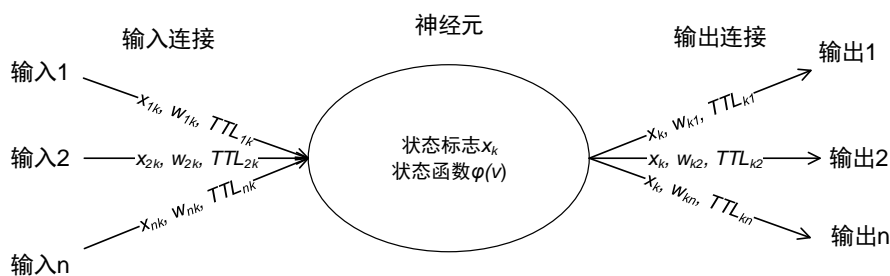 输入连接
神经元
输出连接
输入1
x1k, w1k, TTL1k
输入2
x2k, w2k, TTL2k
输入n
xnk, wnk, TTLnk
状态标志xk
状态函数φ(v)
xk, wk1, TTLk1
输出1
xk, wk2, TTLk2
输出2
xk, wkn, TTLkn
输出n